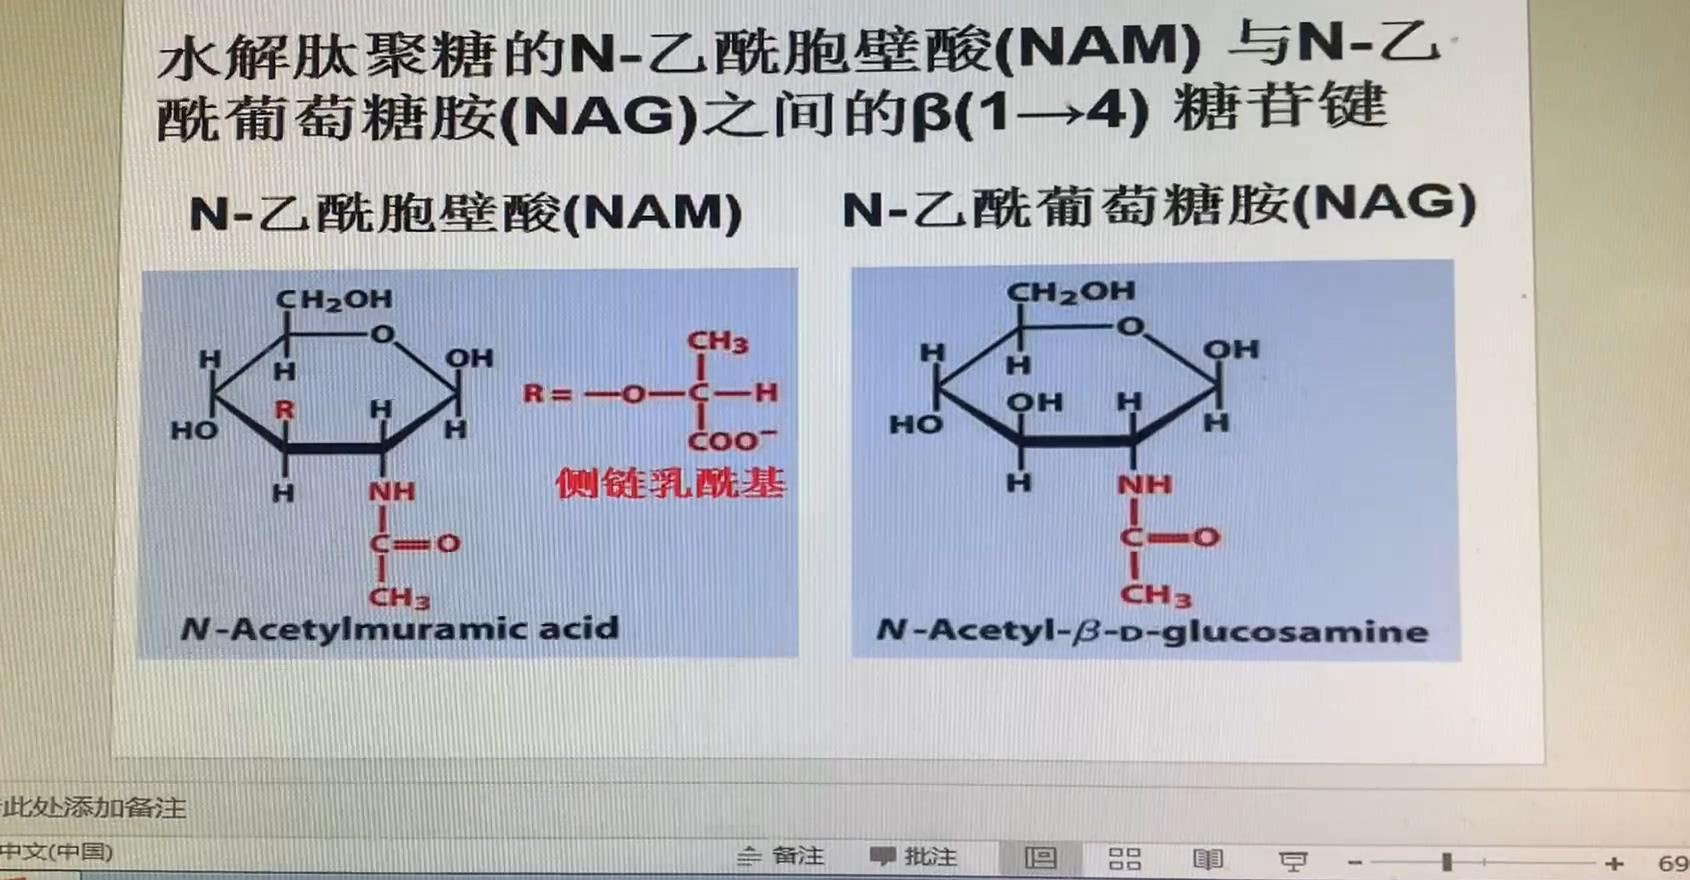 水解肽聚糖的N-乙酰胞壁酸(NAM) 与N-乙
酰葡萄糖胺(NAG)之间的β(1→4) 糖苷键
N-乙酰胞壁酸(NAM)
N-乙酰葡萄糖胺(NAG)
CH₂OH
O
H
H
OH
R
H
HO
H
H
NH
C=O
CH₃
R= —O—C—H
CH₃
COO⁻
侧链乳酰基
N-Acetylmuramic acid
CH₂OH
O
H
H
OH
OH
H
HO
H
H
NH
C=O
CH₃
N-Acetyl-β-D-glucosamine
此处添加备注
中文(中国)
备注
批注
69